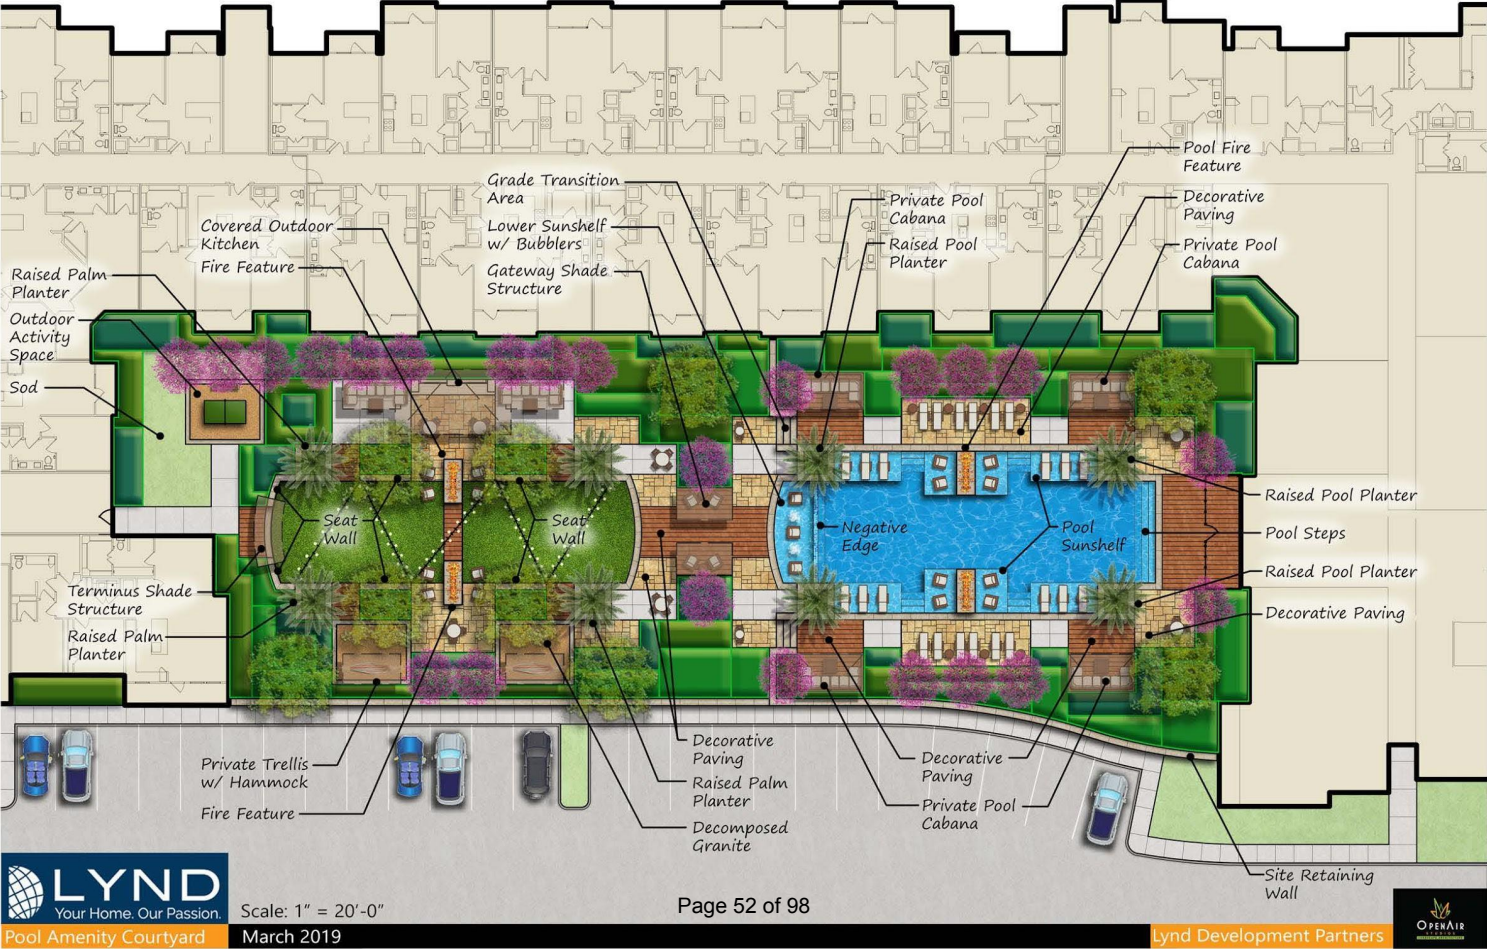 Pool Fire
Feature
Grade Transition
Area
Private Pool
Cabana
Decorative
Paving
Covered Outdoor
Kitchen
Lower Sunshelf
w/ Bubblers
Raised Pool
Planter
Private Pool
Cabana
Fire Feature
Gateway Shade
Structure
Raised Palm
Planter
Outdoor
Activity
Space
Sod
Raised Pool Planter
Seat
Wall
Seat
Wall
Negative
Edge
Pool
Sunshelf
Pool Steps
Raised Pool Planter
Terminus Shade
Structure
Decorative Paving
Raised Palm
Planter
Private Trellis
w/ Hammock
Decorative
Paving
Decorative
Paving
Raised Palm
Planter
Fire Feature
Private Pool
Cabana
Decomposed
Granite
Site Retaining
Wall
LYND
Your Home. Our Passion.
Scale: 1" = 20'-0"
Page 52 of 98
OPENAIR
STUDIOS
Pool Amenity Courtyard
March 2019
Lynd Development Partners